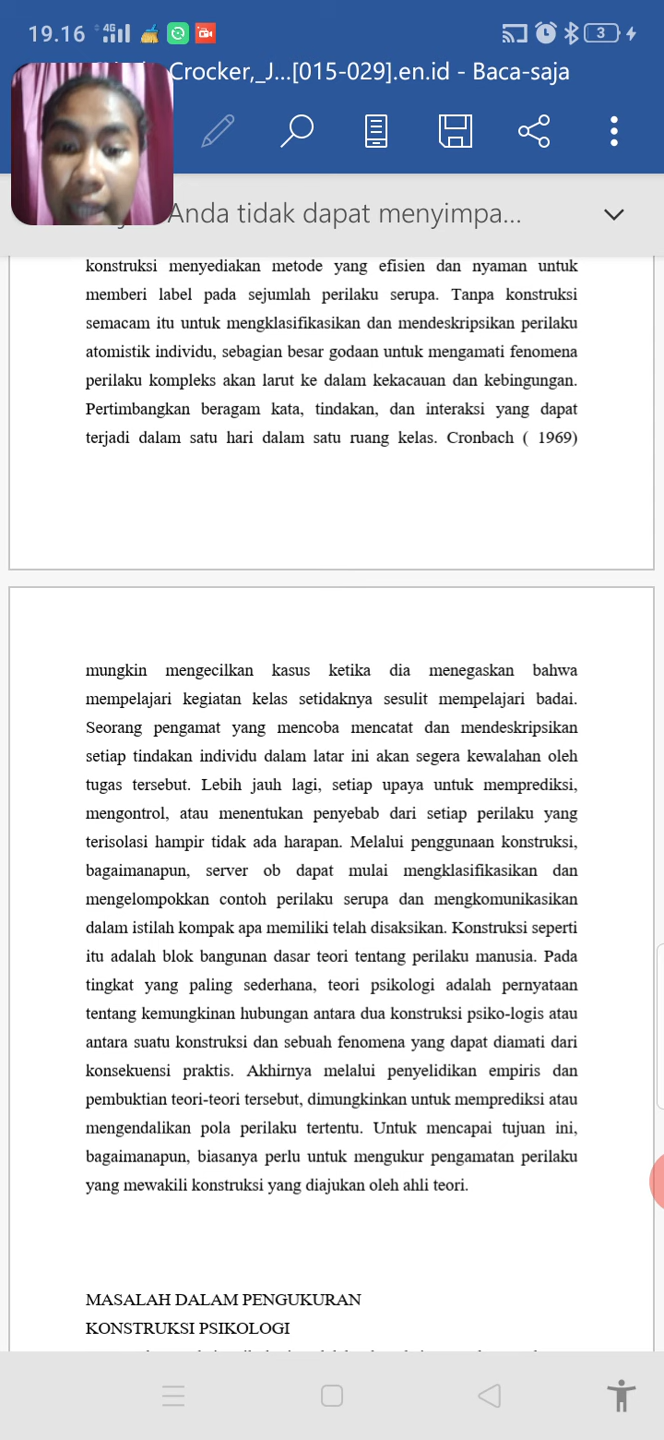 19.16 4G 3
Crocker,_J...[015-029].en.id - Baca-saja
Anda tidak dapat menyimpa...
konstruksi menyediakan metode yang efisien dan nyaman untuk
memberi label pada sejumlah perilaku serupa. Tanpa konstruksi
semacam itu untuk mengklasifikasikan dan mendeskripsikan perilaku
atomistik individu, sebagian besar godaan untuk mengamati fenomena
perilaku kompleks akan larut ke dalam kekacauan dan kebingungan.
Pertimbangkan beragam kata, tindakan, dan interaksi yang dapat
terjadi dalam satu hari dalam satu ruang kelas. Cronbach ( 1969)
mungkin mengecilkan kasus ketika dia menegaskan bahwa
mempelajari kegiatan kelas setidaknya sesulit mempelajari badai.
Seorang pengamat yang mencoba mencatat dan mendeskripsikan
setiap tindakan individu dalam latar ini akan segera kewalahan oleh
tugas tersebut. Lebih jauh lagi, setiap upaya untuk memprediksi,
mengontrol, atau menentukan penyebab dari setiap perilaku yang
terisolasi hampir tidak ada harapan. Melalui penggunaan konstruksi,
bagaimanapun, server ob dapat mulai mengklasifikasikan dan
mengelompokkan contoh perilaku serupa dan mengkomunikasikan
dalam istilah kompak apa memiliki telah disaksikan. Konstruksi seperti
itu adalah blok bangunan dasar teori tentang perilaku manusia. Pada
tingkat yang paling sederhana, teori psikologi adalah pernyataan
tentang kemungkinan hubungan antara dua konstruksi psiko-logis atau
antara suatu konstruksi dan sebuah fenomena yang dapat diamati dari
konsekuensi praktis. Akhirnya melalui penyelidikan empiris dan
pembuktian teori-teori tersebut, dimungkinkan untuk memprediksi atau
mengendalikan pola perilaku tertentu. Untuk mencapai tujuan ini,
bagaimanapun, biasanya perlu untuk mengukur pengamatan perilaku
yang mewakili konstruksi yang diajukan oleh ahli teori.
MASALAH DALAM PENGUKURAN
KONSTRUKSI PSIKOLOGI